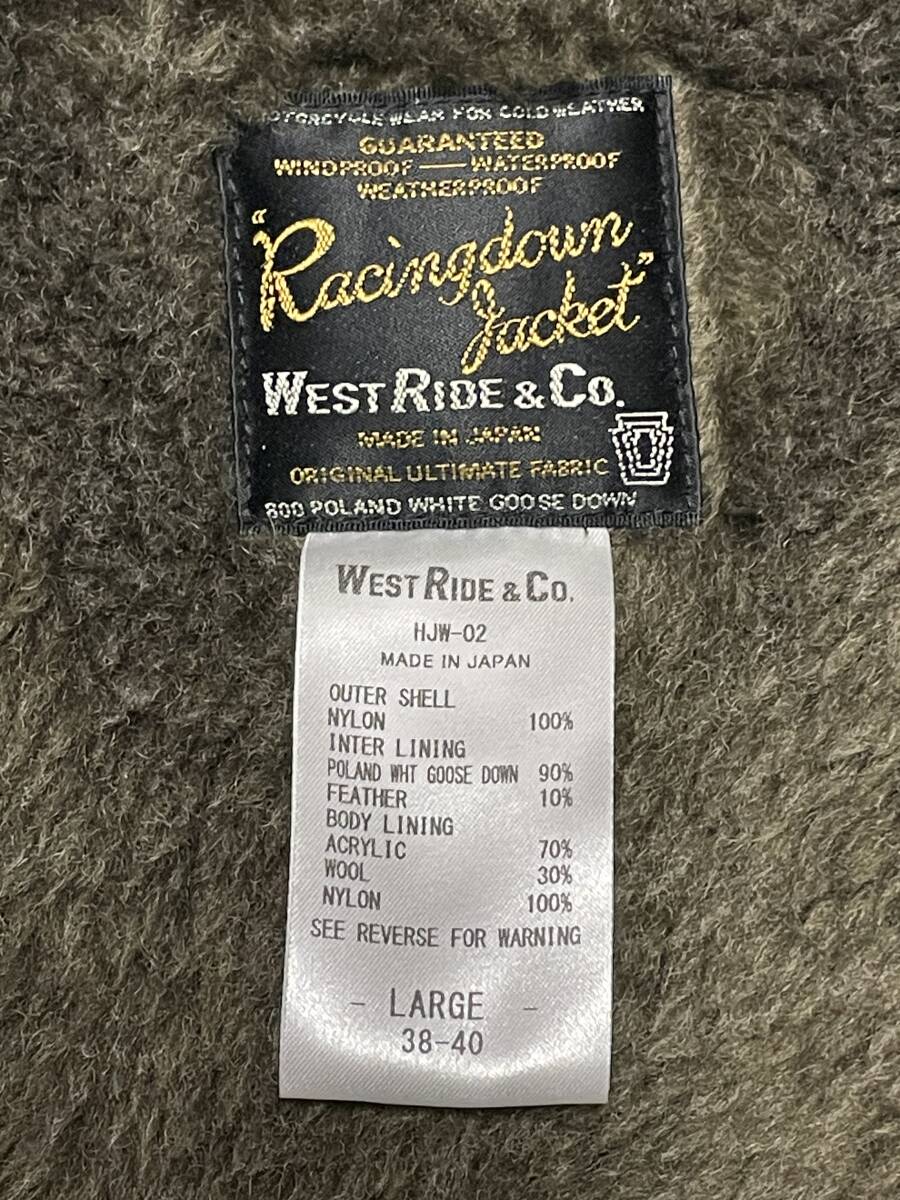 MOTORCYCLE WEAR FOR COLD WEATHER
GUARANTEED
WINDPROOF — WATERPROOF
WEATHERPROOF
"Racingdown
Jacket"
WEST RIDE & CO.
MADE IN JAPAN
ORIGINAL ULTIMATE FABRIC
800 POLAND WHITE GOOSE DOWN
WEST RIDE & CO.
HJW-02
MADE IN JAPAN
OUTER SHELL
NYLON 100%
INTER LINING
POLAND WHT GOOSE DOWN 90%
FEATHER 10%
BODY LINING
ACRYLIC 70%
WOOL 30%
NYLON 100%
SEE REVERSE FOR WARNING
- LARGE -
38-40